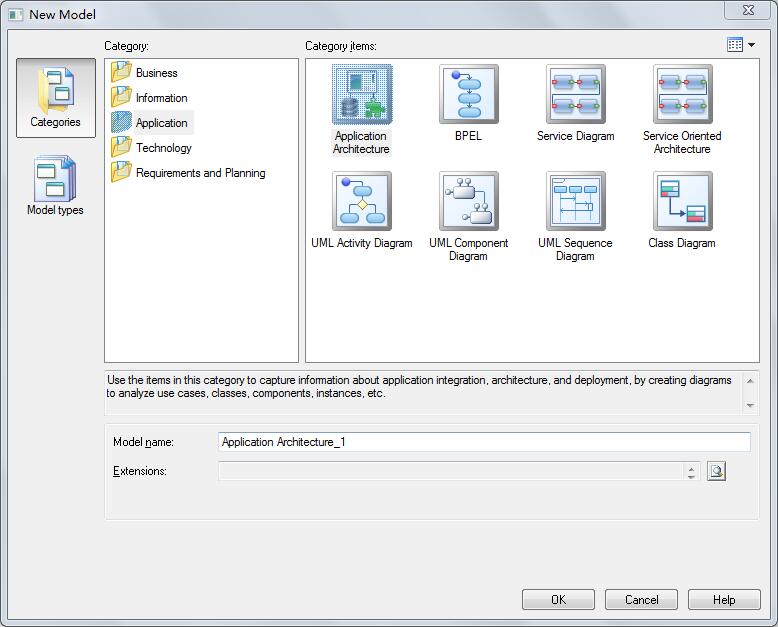 New Model
Category:
Category items:
Categories
Model types
Business
Information
Application
Technology
Requirements and Planning
Application
Architecture
BPEL
Service Diagram
Service Oriented
Architecture
UML Activity Diagram
UML Component
Diagram
UML Sequence
Diagram
Class Diagram
Use the items in this category to capture information about application integration, architecture, and deployment, by creating diagrams
to analyze use cases, classes, components, instances, etc.
Model name:
Application Architecture_1
Extensions:
OK
Cancel
Help